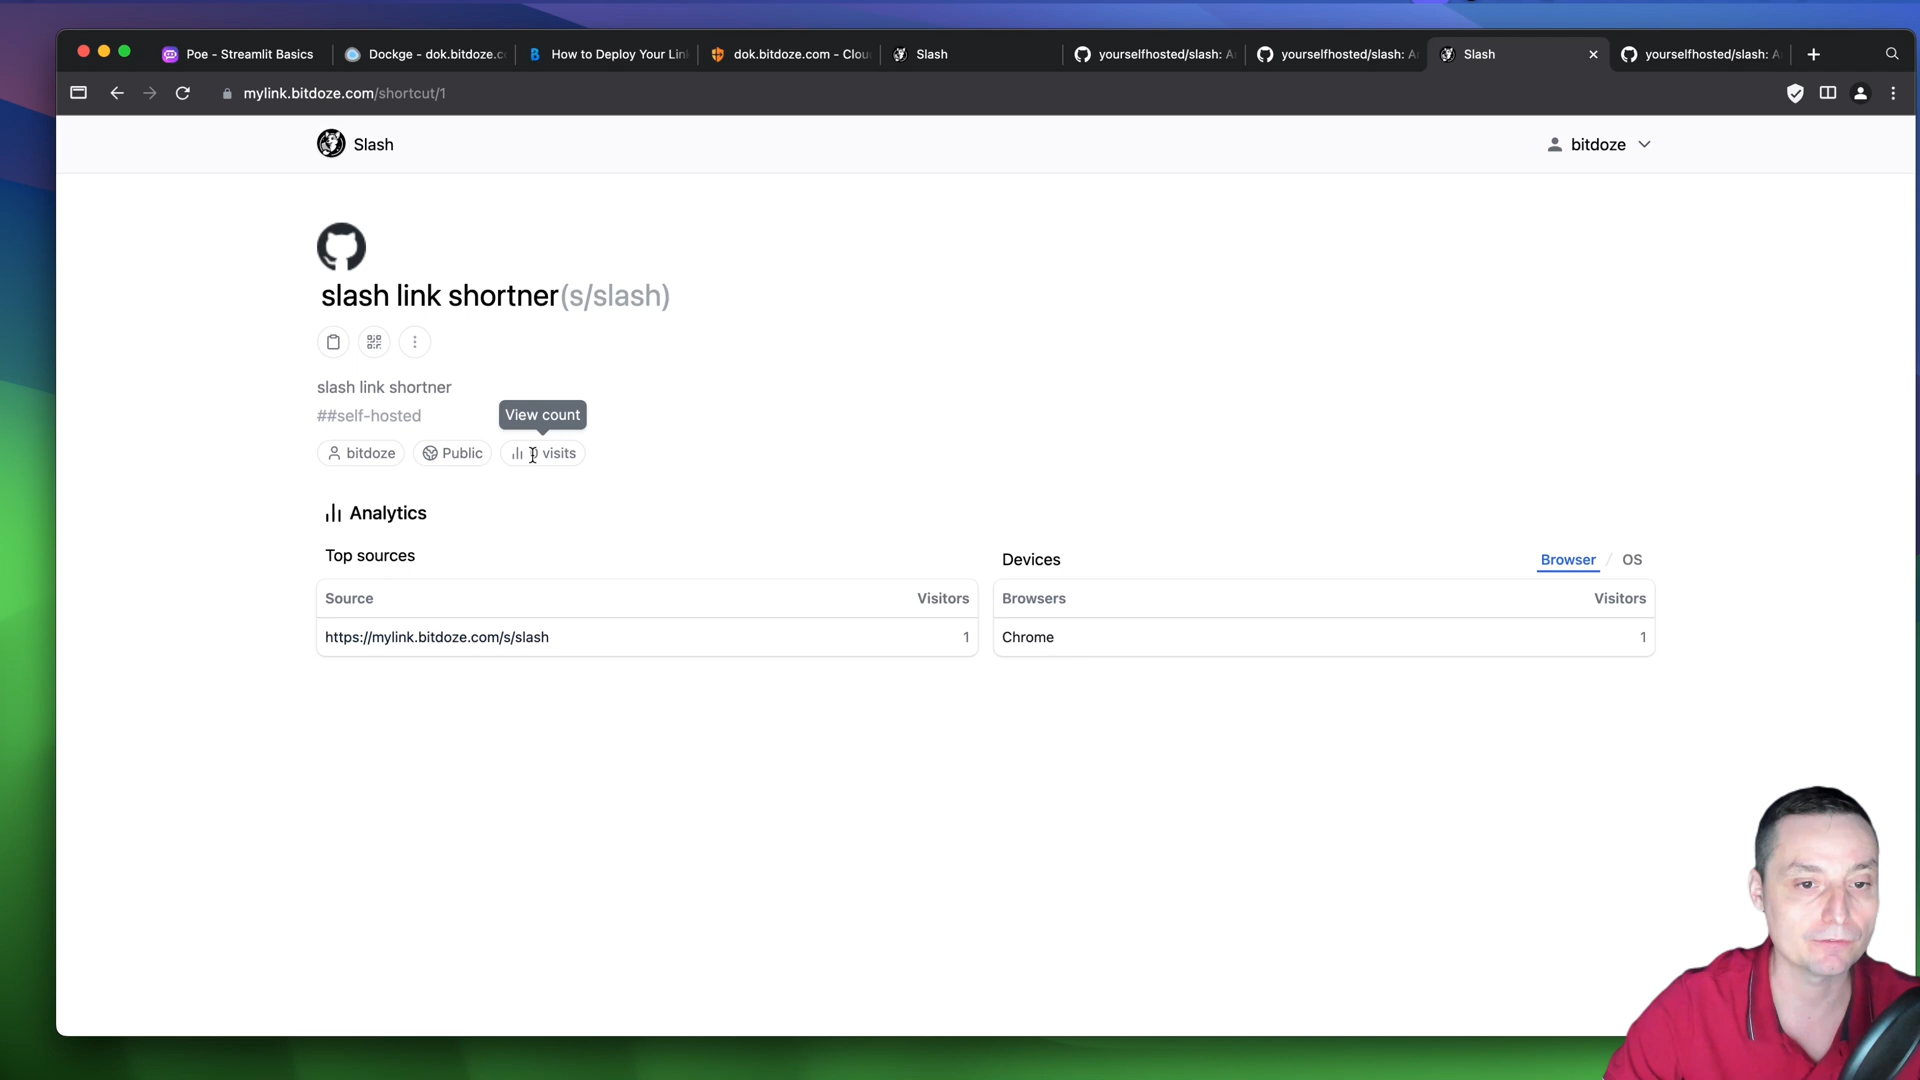 Poe - Streamlit Basics
Dockge - dok.bitdoze.c
How to Deploy Your Lin
dok.bitdoze.com - Clou
Slash
yourselfhosted/slash: A
yourselfhosted/slash: A
Slash
yourselfhosted/slash: A
mylink.bitdoze.com/shortcut/1
Slash
bitdoze
slash link shortner(s/slash)
slash link shortner
##self-hosted
View count
bitdoze
Public
visits
Analytics
Top sources
Devices
Browser / OS
Source
Visitors
Browsers
Visitors
https://mylink.bitdoze.com/s/slash
1
Chrome
1